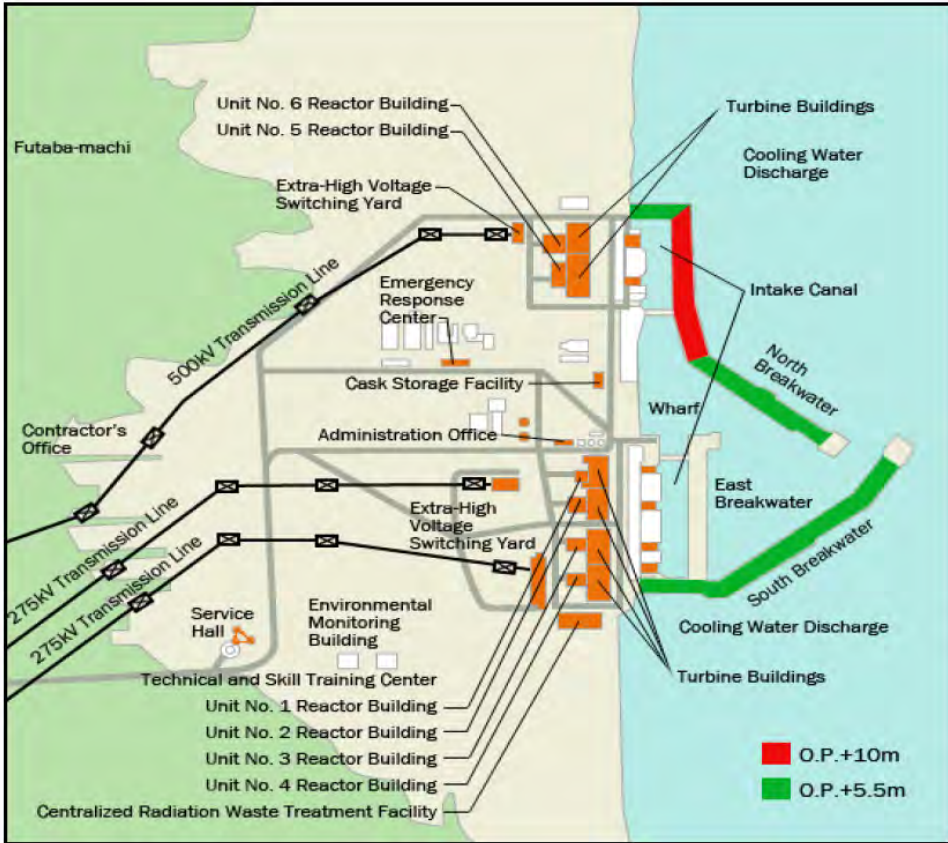 Unit No. 6 Reactor Building
Unit No. 5 Reactor Building
Turbine Buildings
Futaba-machi
Cooling Water
Discharge
Extra-High Voltage
Switching Yard
500kV Transmission Line
Emergency
Response
Center
Intake Canal
North
Breakwater
Cask Storage Facility
Wharf
Contractor's
Office
Administration Office
East
Breakwater
Extra-High
Voltage
Switching Yard
275kV Transmission Line
275kV Transmission Line
South Breakwater
Service
Hall
Environmental
Monitoring
Building
Cooling Water Discharge
Technical and Skill Training Center
Turbine Buildings
Unit No. 1 Reactor Building
Unit No. 2 Reactor Building
Unit No. 3 Reactor Building
Unit No. 4 Reactor Building
Centralized Radiation Waste Treatment Facility
O.P.+10m
O.P.+5.5m